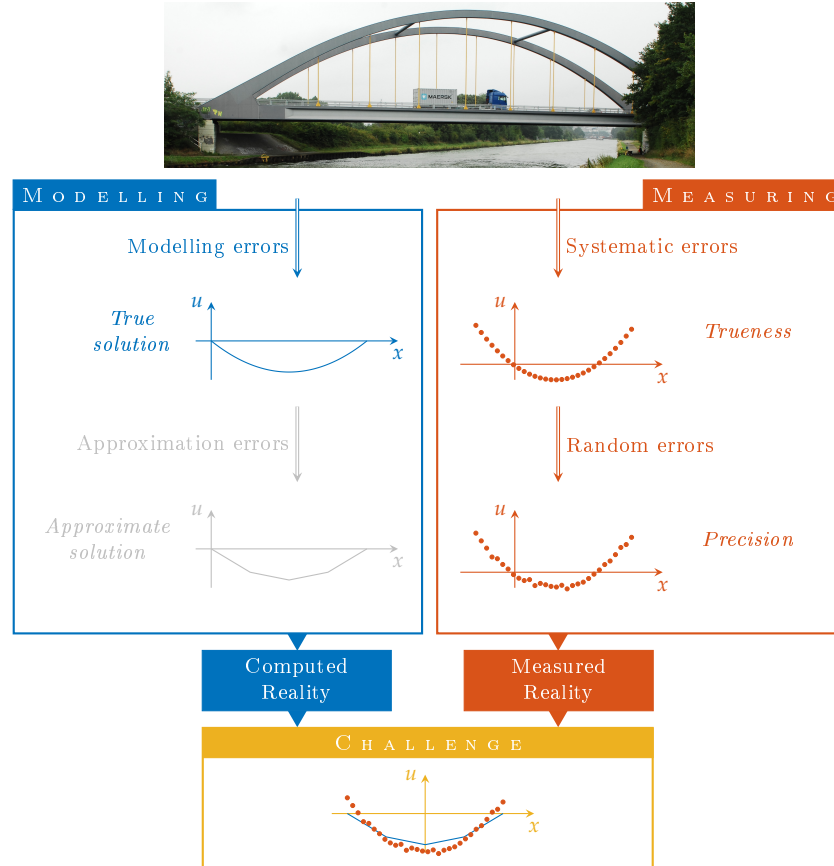 MAERSK
MODELLING
MEASURING
Modelling errors
Systematic errors
u
True
solution
x
u
Trueness
x
Approximation errors
Random errors
u
Approximate
solution
x
u
Precision
x
Computed
Reality
Measured
Reality
CHALLENGE
u
x